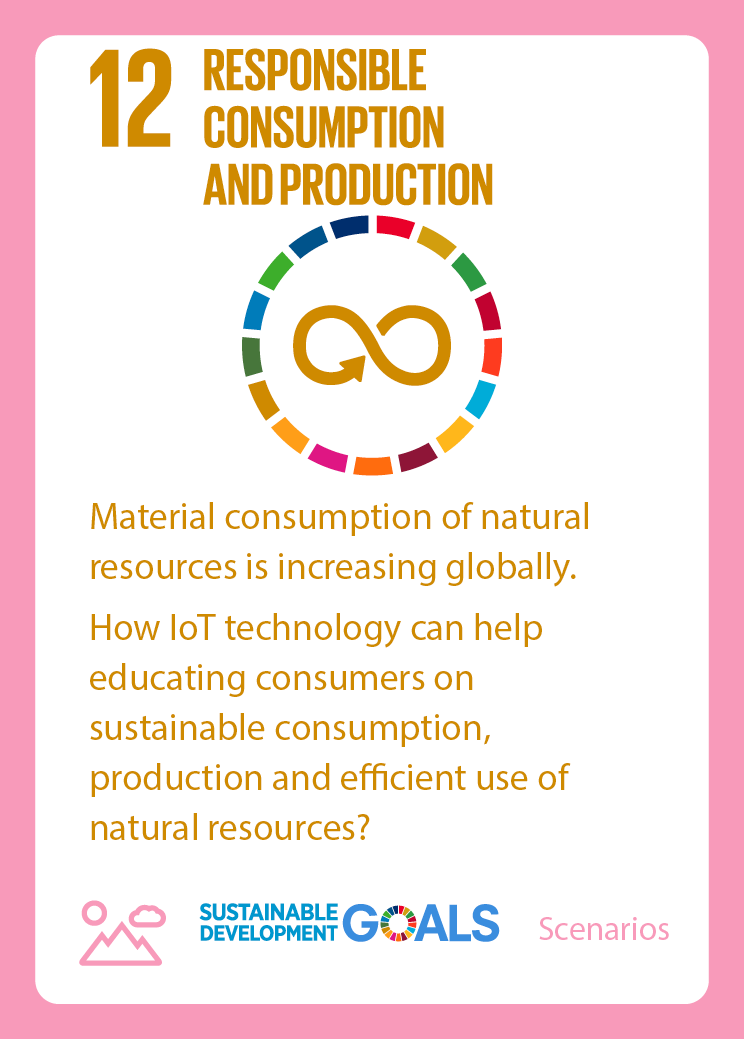 12
RESPONSIBLE
CONSUMPTION
AND PRODUCTION
Material consumption of natural
resources is increasing globally.
How IoT technology can help
educating consumers on
sustainable consumption,
production and efficient use of
natural resources?
SUSTAINABLE
DEVELOPMENT
GOALS
Scenarios